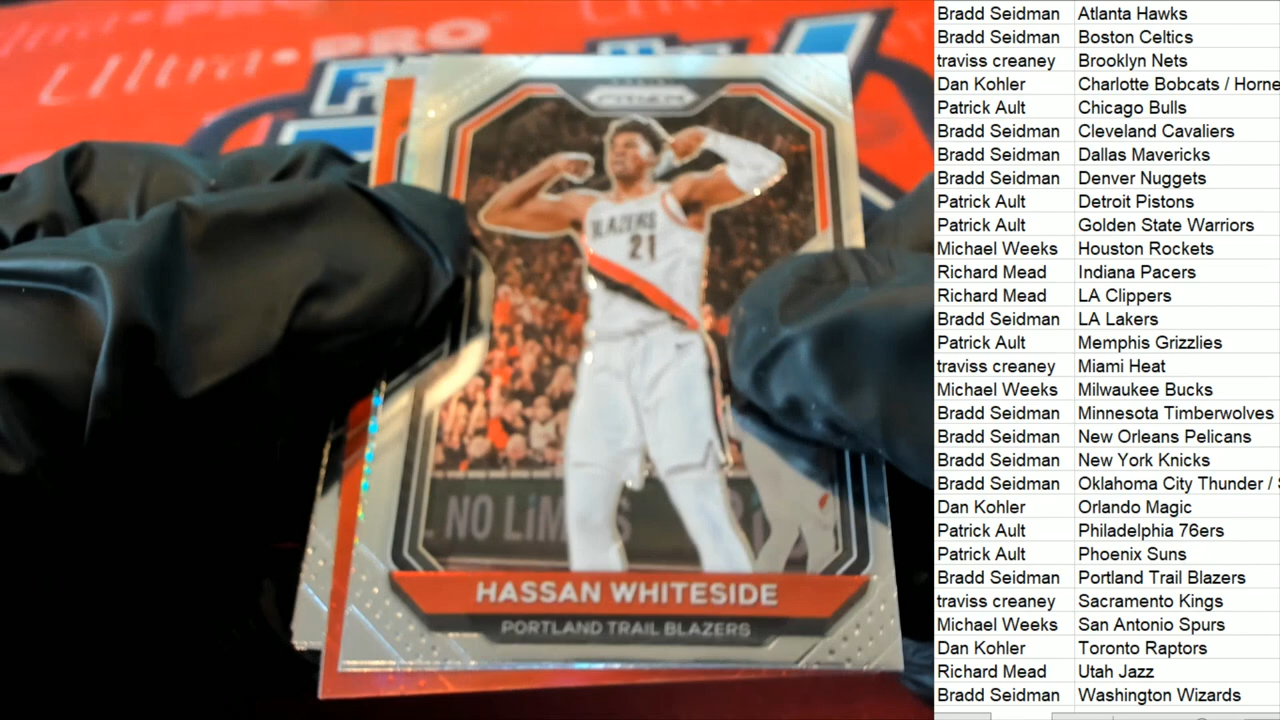 Ultra•PRO
PRIZM
BLAZERS
21
HASSAN WHITESIDE
PORTLAND TRAIL BLAZERS
Bradd Seidman Atlanta Hawks
Bradd Seidman Boston Celtics
traviss creaney Brooklyn Nets
Dan Kohler Charlotte Bobcats / Horne
Patrick Ault Chicago Bulls
Bradd Seidman Cleveland Cavaliers
Bradd Seidman Dallas Mavericks
Bradd Seidman Denver Nuggets
Patrick Ault Detroit Pistons
Patrick Ault Golden State Warriors
Michael Weeks Houston Rockets
Richard Mead Indiana Pacers
Richard Mead LA Clippers
Bradd Seidman LA Lakers
Patrick Ault Memphis Grizzlies
traviss creaney Miami Heat
Michael Weeks Milwaukee Bucks
Bradd Seidman Minnesota Timberwolves
Bradd Seidman New Orleans Pelicans
Bradd Seidman New York Knicks
Bradd Seidman Oklahoma City Thunder /
Dan Kohler Orlando Magic
Patrick Ault Philadelphia 76ers
Patrick Ault Phoenix Suns
Bradd Seidman Portland Trail Blazers
traviss creaney Sacramento Kings
Michael Weeks San Antonio Spurs
Dan Kohler Toronto Raptors
Richard Mead Utah Jazz
Bradd Seidman Washington Wizards